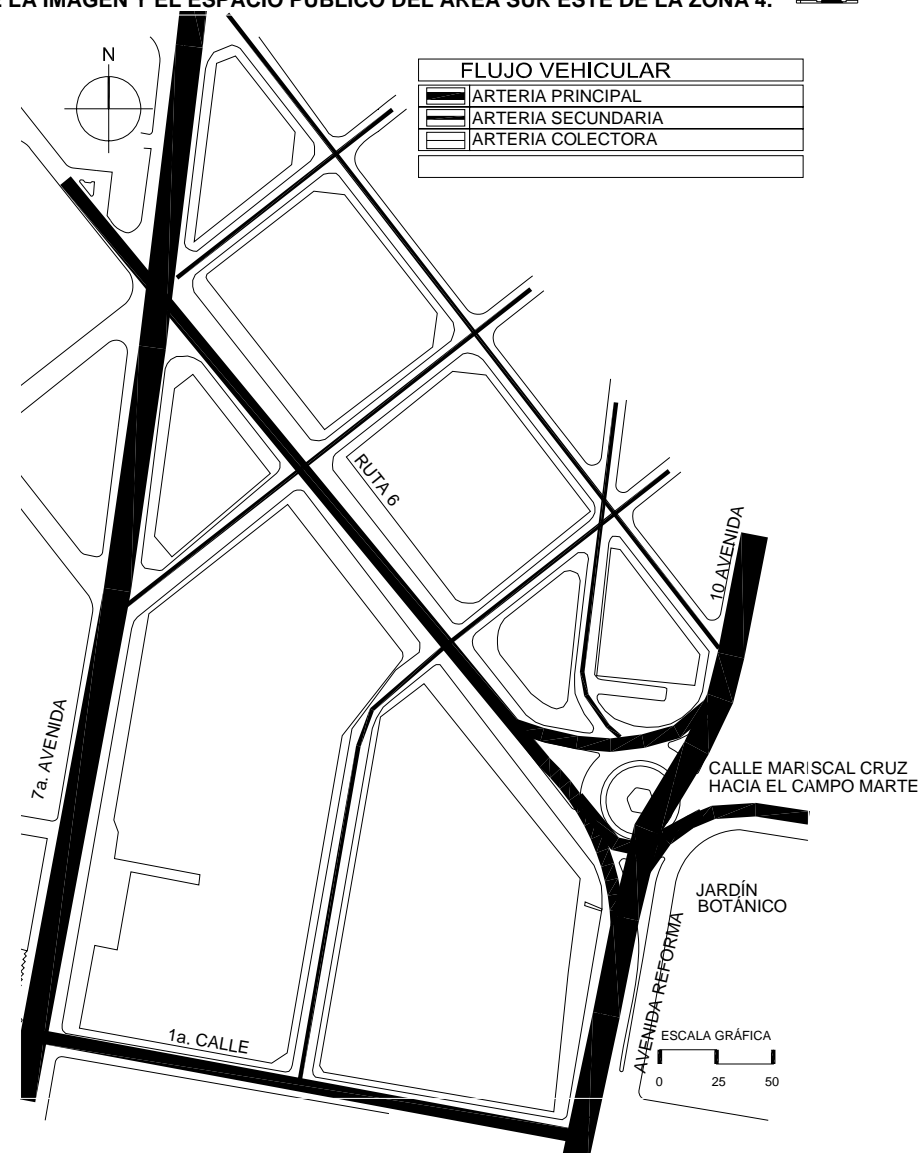 LA IMAGEN Y EL ESPACIO PÚBLICO DEL ÁREA SUR ESTE DE LA ZONA 4.
N
FLUJO VEHICULAR
ARTERIA PRINCIPAL
ARTERIA SECUNDARIA
ARTERIA COLECTORA
RUTA 6
10 AVENIDA
7a. AVENIDA
CALLE MARISCAL CRUZ
HACIA EL CAMPO MARTE
JARDÍN
BOTÁNICO
AVENIDA REFORMA
1a. CALLE
ESCALA GRÁFICA
0 25 50